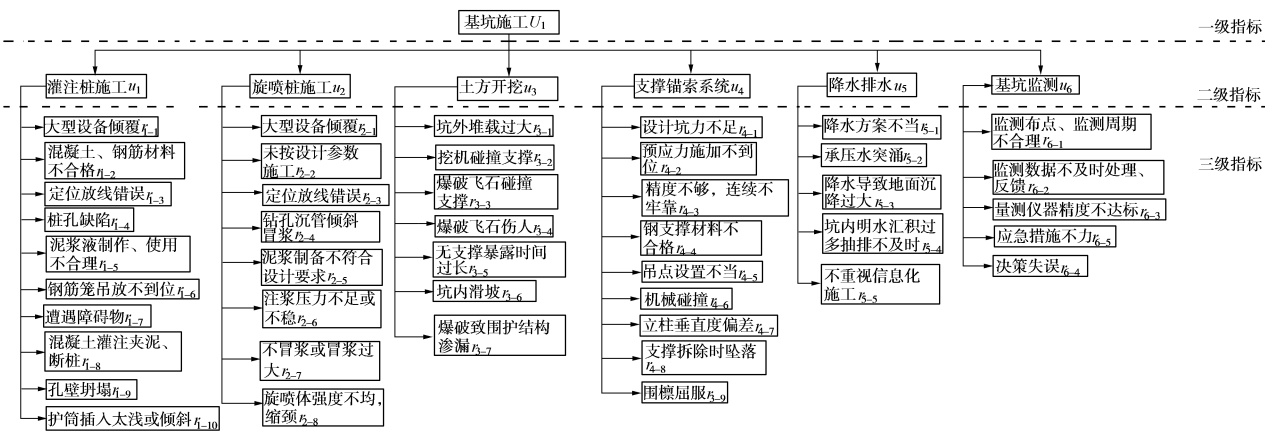 基坑施工U1
一级指标
灌注桩施工u1
旋喷桩施工u2
土方开挖u3
支撑锚索系统u4
降水排水u5
基坑监测u6
二级指标
三级指标
大型设备倾覆r1-1
混凝土、钢筋材料
不合格r1-2
定位放线错误r1-3
桩孔缺陷r1-4
泥浆液制作、使用
不合理r1-5
钢筋笼吊放不到位r1-6
遭遇障碍物r1-7
混凝土灌注夹泥、
断桩r1-8
孔壁坍塌r1-9
护筒插入太浅或倾斜r1-10
大型设备倾覆r2-1
未按设计参数
施工r2-2
定位放线错误r2-3
钻孔沉管倾斜
冒浆r2-4
泥浆制备不符合
设计要求r2-5
注浆压力不足或
不稳r2-6
不冒浆或冒浆过
大r2-7
旋喷体强度不均,
缩颈r2-8
坑外堆载过大r3-1
挖机碰撞支撑r3-2
爆破飞石碰撞
支撑r3-3
爆破飞石伤人r3-4
无支撑暴露时间
过长r3-5
坑内滑坡r3-6
爆破致围护结构
渗漏r3-7
设计坑力不足r4-1
预应力施加不到
位r4-2
精度不够，连续不
牢靠r4-3
钢支撑材料不
合格r4-4
吊点设置不当r4-5
机械碰撞r4-6
立柱垂直度偏差r4-7
支撑拆除时坠落
r4-8
围檩屈服r3-9
降水方案不当r5-1
承压水突涌r5-2
降水导致地面沉
降过大r5-3
坑内明水汇积过
多抽排不及时r5-4
不重视信息化
施工r5-5
监测布点、监测周期
不合理r6-1
监测数据不及时处理、
反馈r6-2
量测仪器精度不达标r6-3
应急措施不力r6-5
决策失误r6-4